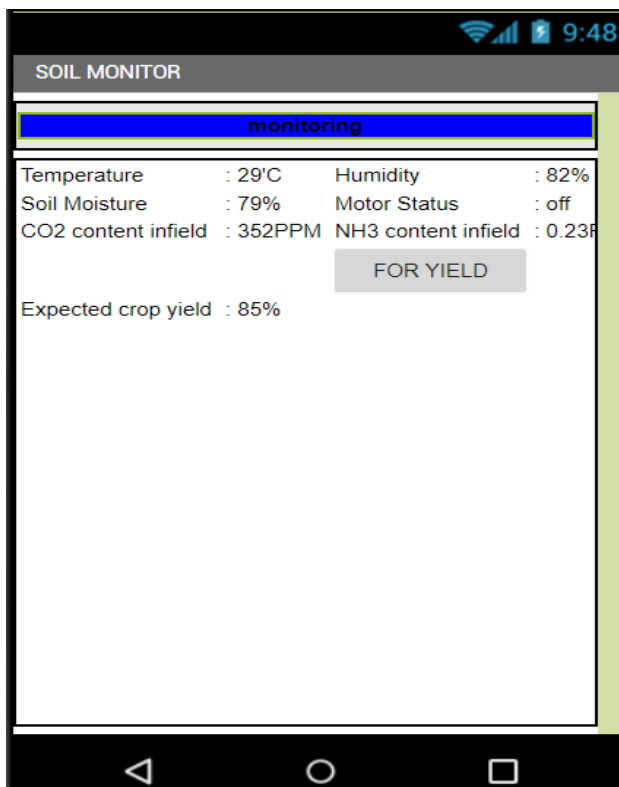 9:48
SOIL MONITOR
monitoring
Temperature : 29'C Humidity : 82%
Soil Moisture : 79% Motor Status : off
CO2 content infield : 352PPM NH3 content infield : 0.23
FOR YIELD
Expected crop yield : 85%